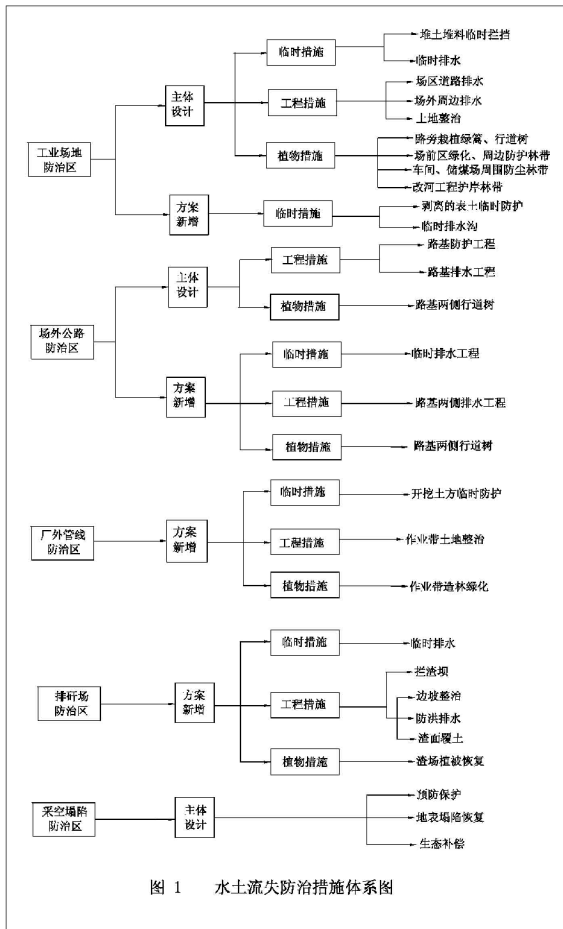 堆土堆料临时拦挡
临时措施
临时排水
主体
设计
场区道路排水
工程措施
场外周边排水
土地整治
工业场地
防治区
路旁栽植绿篱、行道树
植物措施
场前区绿化、周边防护林带
车间、储煤场周围防尘林带
改河工程护岸林带
方案
新增
临时措施
剥离的表土临时防护
临时排水沟
主体
设计
工程措施
路基防护工程
路基排水工程
植物措施
路基两侧行道树
场外公路
防治区
临时措施
临时排水工程
方案
新增
工程措施
路基两侧排水工程
植物措施
路基两侧行道树
临时措施
开挖土方临时防护
厂外管线
防治区
方案
新增
工程措施
作业带土地整治
植物措施
作业带造林绿化
临时措施
临时排水
拦渣坝
排矸场
防治区
方案
新增
工程措施
边坡整治
防洪排水
渣面覆土
植物措施
渣场植被恢复
采空塌陷
防治区
主体
设计
预防保护
地表塌陷恢复
生态补偿
图 1 水土流失防治措施体系图